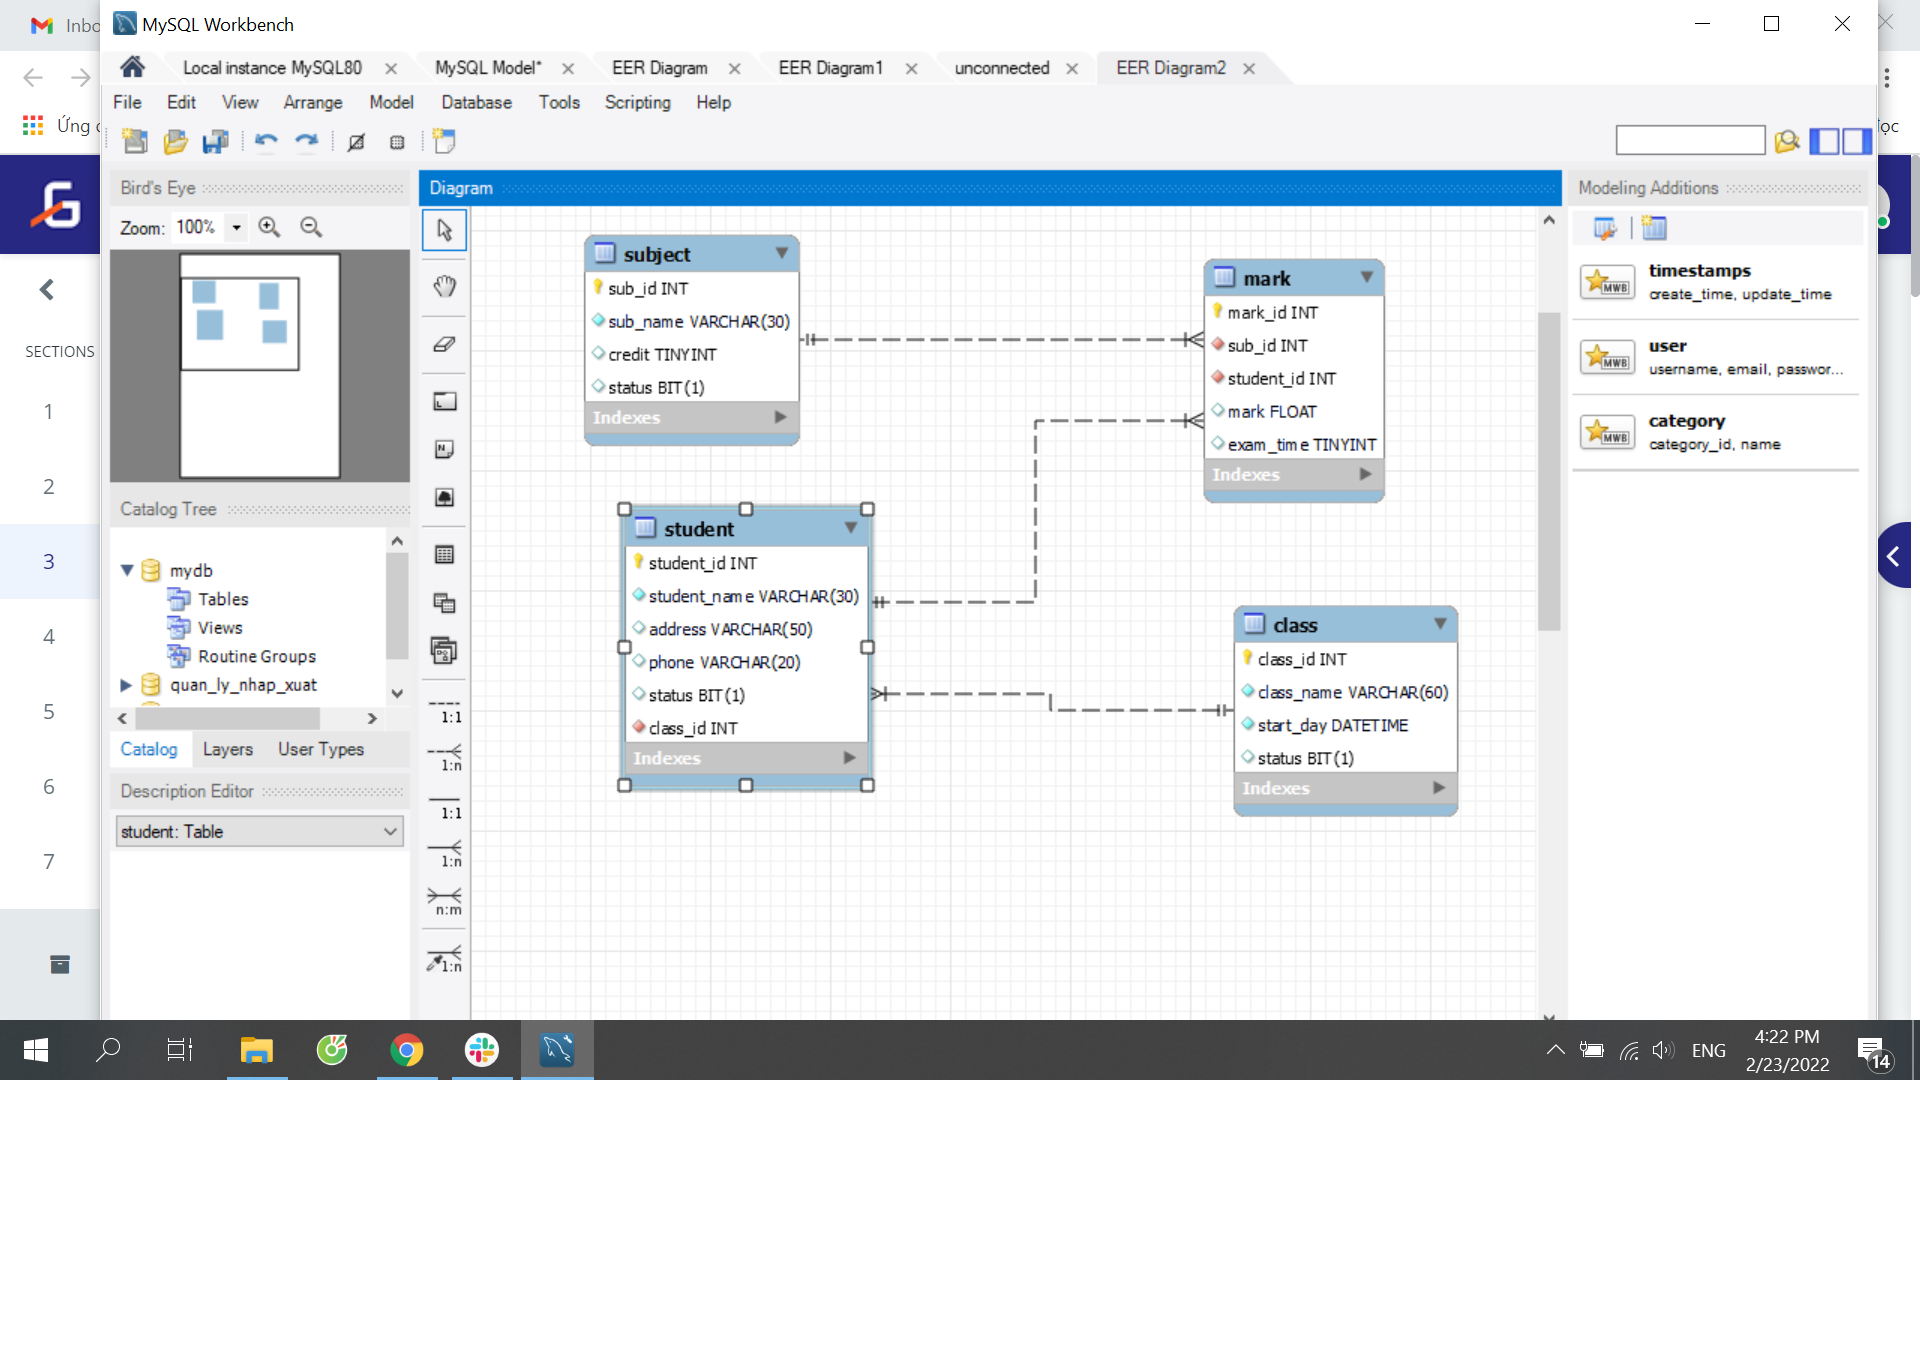 Inbo
MySQL Workbench
Local instance MySQL80
MySQL Model*
EER Diagram
EER Diagram1
unconnected
EER Diagram2
File Edit View Arrange Model Database Tools Scripting Help
Ứng
Bird's Eye
Zoom: 100%
SECTIONS
1
2
3
4
5
6
7
Catalog Tree
mydb
Tables
Views
Routine Groups
quan_ly_nhap_xuat
Catalog Layers User Types
Description Editor
student: Table
Diagram
1:1
1:n
1:1
1:n
n:m
1:n
subject
sub_id INT
sub_name VARCHAR(30)
credit TINYINT
status BIT(1)
Indexes
mark
mark_id INT
sub_id INT
student_id INT
mark FLOAT
exam_time TINYINT
Indexes
student
student_id INT
student_name VARCHAR(30)
address VARCHAR(50)
phone VARCHAR(20)
status BIT(1)
class_id INT
Indexes
class
class_id INT
class_name VARCHAR(60)
start_day DATETIME
status BIT(1)
Indexes
Modeling Additions
MWB
timestamps
create_time, update_time
MWB
user
username, email, passwor...
MWB
category
category_id, name
ENG
4:22 PM
2/23/2022
14